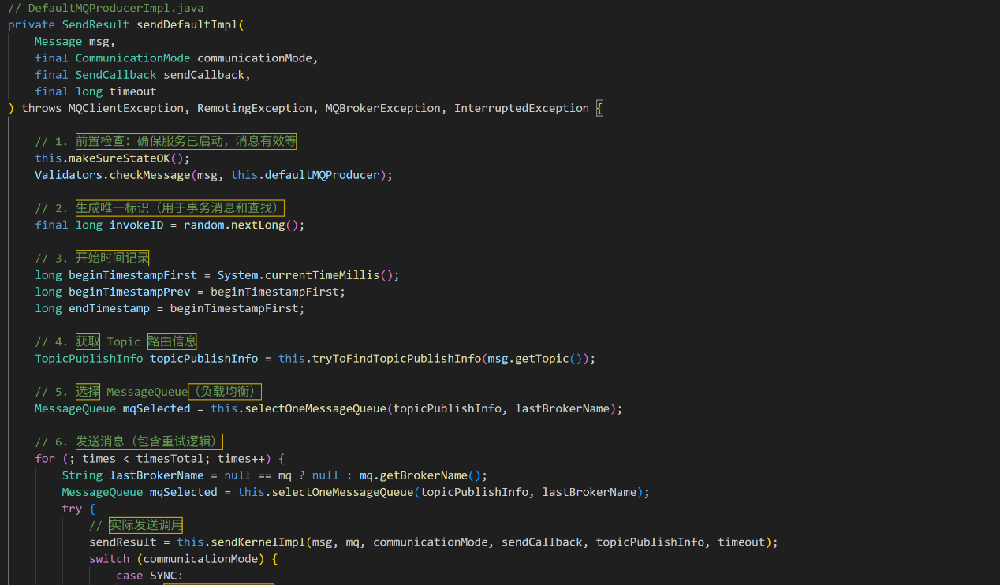 // DefaultMQProducerImpl.java
private SendResult sendDefaultImpl(
    Message msg,
    final CommunicationMode communicationMode,
    final SendCallback sendCallback,
    final long timeout
) throws MQClientException, RemotingException, MQBrokerException, InterruptedException {
    // 1. 前置检查：确保服务已启动，消息有效等
    this.makeSureStateOK();
    Validators.checkMessage(msg, this.defaultMQProducer);
    // 2. 生成唯一标识（用于事务消息和查找）
    final long invokeID = random.nextLong();
    // 3. 开始时间记录
    long beginTimestampFirst = System.currentTimeMillis();
    long beginTimestampPrev = beginTimestampFirst;
    long endTimestamp = beginTimestampFirst;
    // 4. 获取 Topic 路由信息
    TopicPublishInfo topicPublishInfo = this.tryToFindTopicPublishInfo(msg.getTopic());
    // 5. 选择 MessageQueue（负载均衡）
    MessageQueue mqSelected = this.selectOneMessageQueue(topicPublishInfo, lastBrokerName);
    // 6. 发送消息（包含重试逻辑）
    for (; times < timesTotal; times++) {
        String lastBrokerName = null == mq ? null : mq.getBrokerName();
        MessageQueue mqSelected = this.selectOneMessageQueue(topicPublishInfo, lastBrokerName);
        try {
            // 实际发送调用
            sendResult = this.sendKernelImpl(msg, mq, communicationMode, sendCallback, topicPublishInfo, timeout);
            switch (communicationMode) {
                case SYNC: